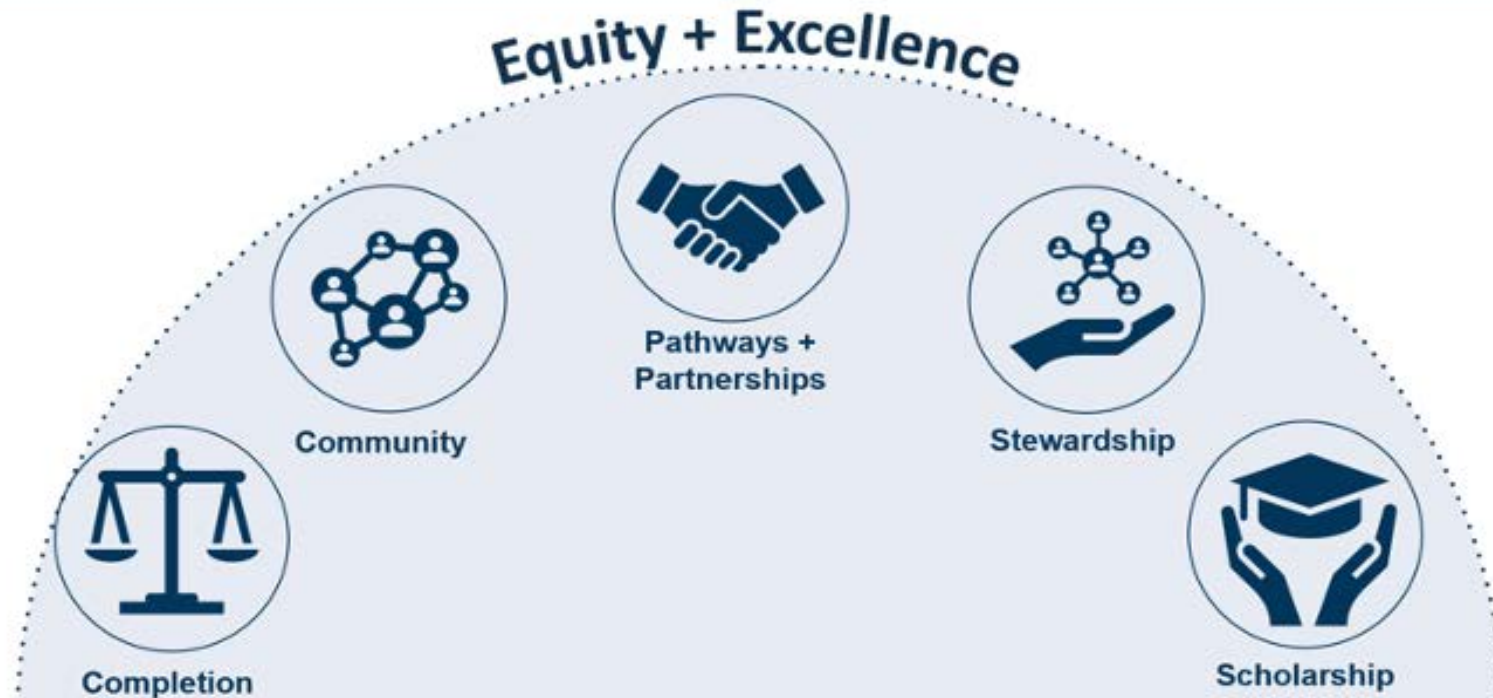 Equity + Excellence
Pathways +
Partnerships
Community
Stewardship
Completion
Scholarship